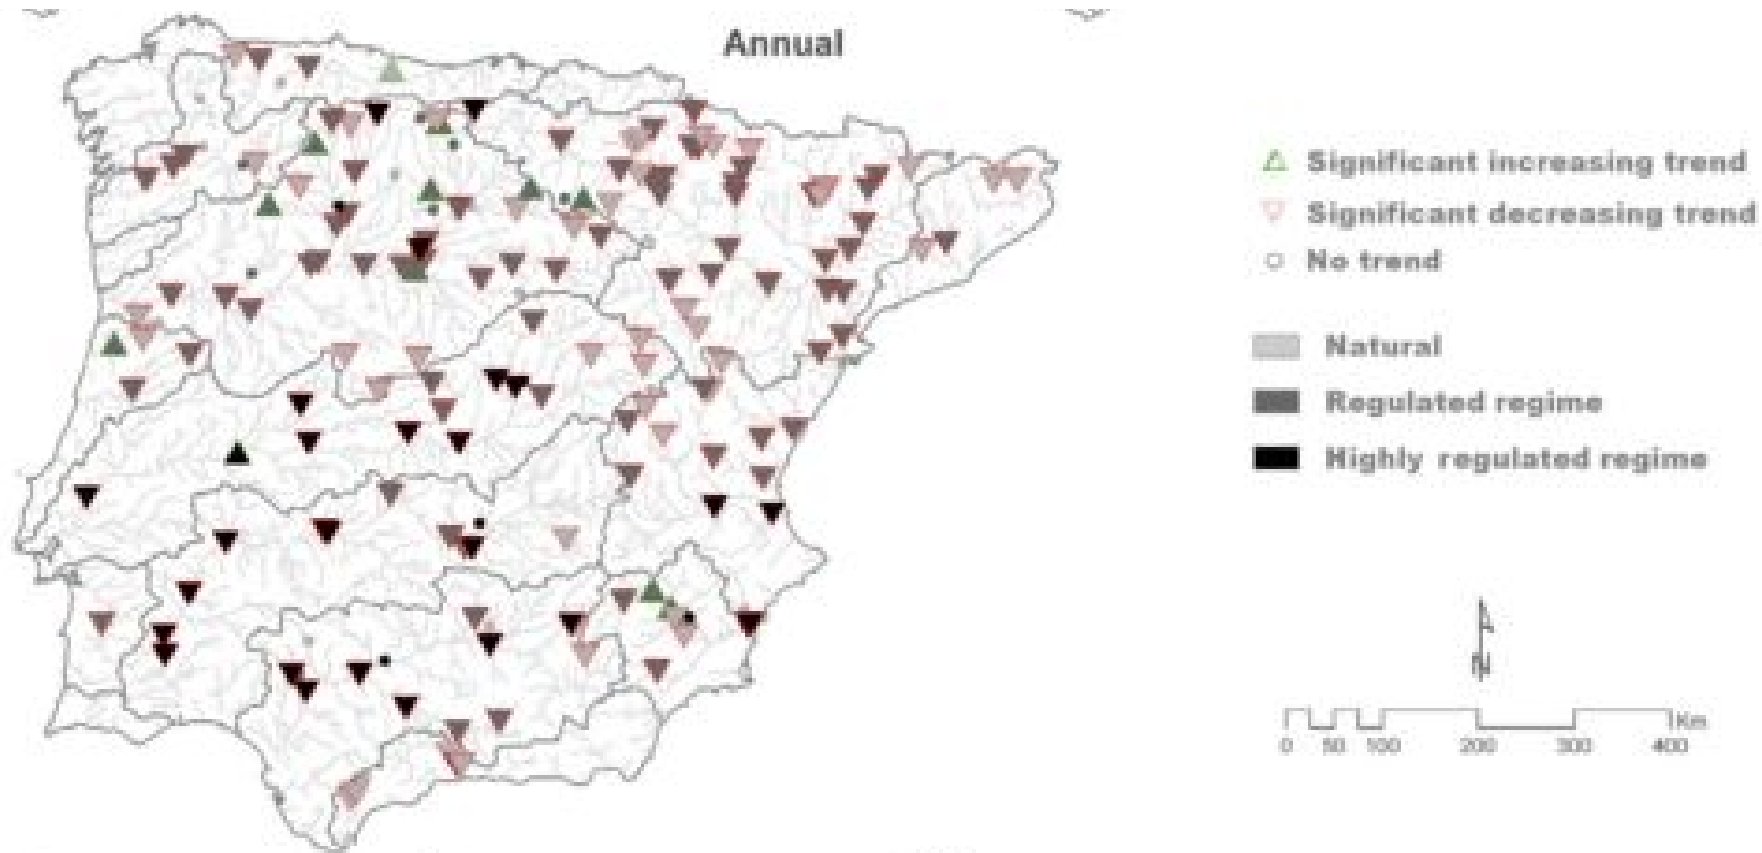 Annual
Significant increasing trend
Significant decreasing trend
No trend
Natural
Regulated regime
Highly regulated regime
N
Km
0 50 100 200 300 400